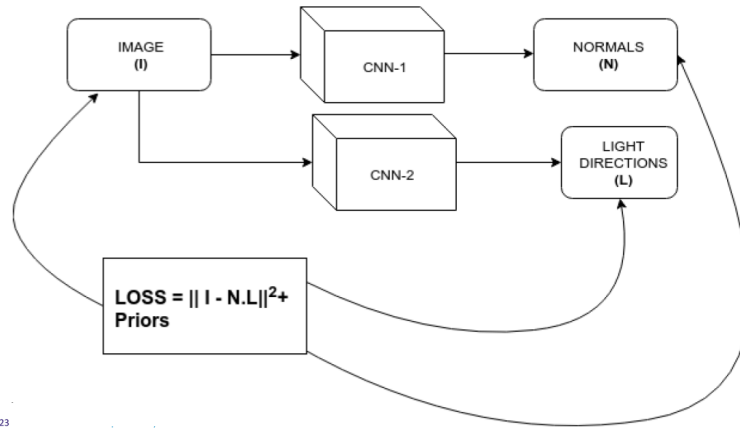 IMAGE
(I)
CNN-1
NORMALS
(N)
CNN-2
LIGHT
DIRECTIONS
(L)
LOSS = || I - N.L||²+
Priors
23